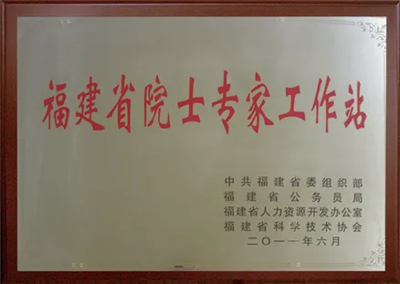 福建省院士专家工作站
中共福建省委组织部
福建省公务员局
福建省人力资源开发办公室
福建省科学技术协会
二〇一一年六月